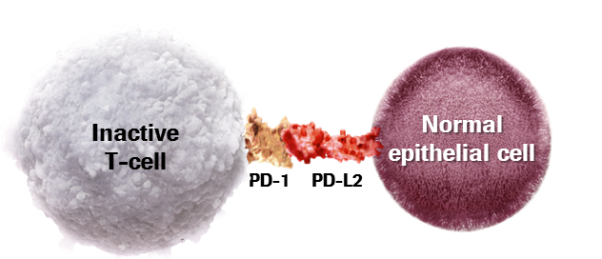 Inactive
T-cell
PD-1
PD-L2
Normal
epithelial cell